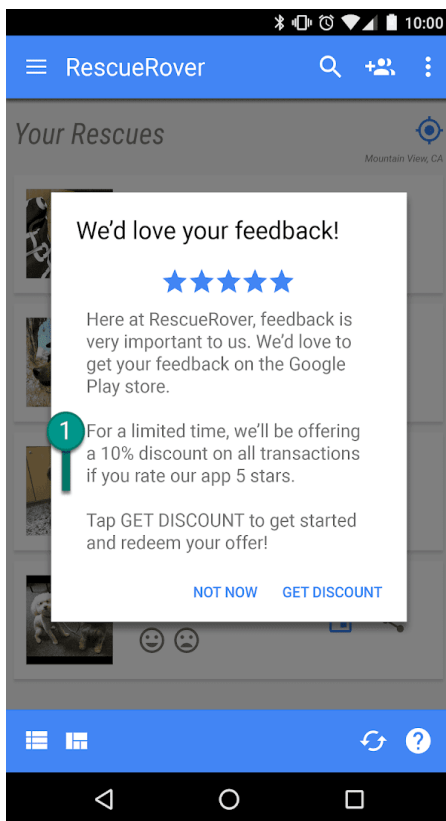 10:00
RescueRover
Your Rescues
Mountain View, CA
We'd love your feedback!
Here at RescueRover, feedback is
very important to us. We'd love to
get your feedback on the Google
Play store.
1
For a limited time, we'll be offering
a 10% discount on all transactions
if you rate our app 5 stars.
Tap GET DISCOUNT to get started
and redeem your offer!
NOT NOW GET DISCOUNT